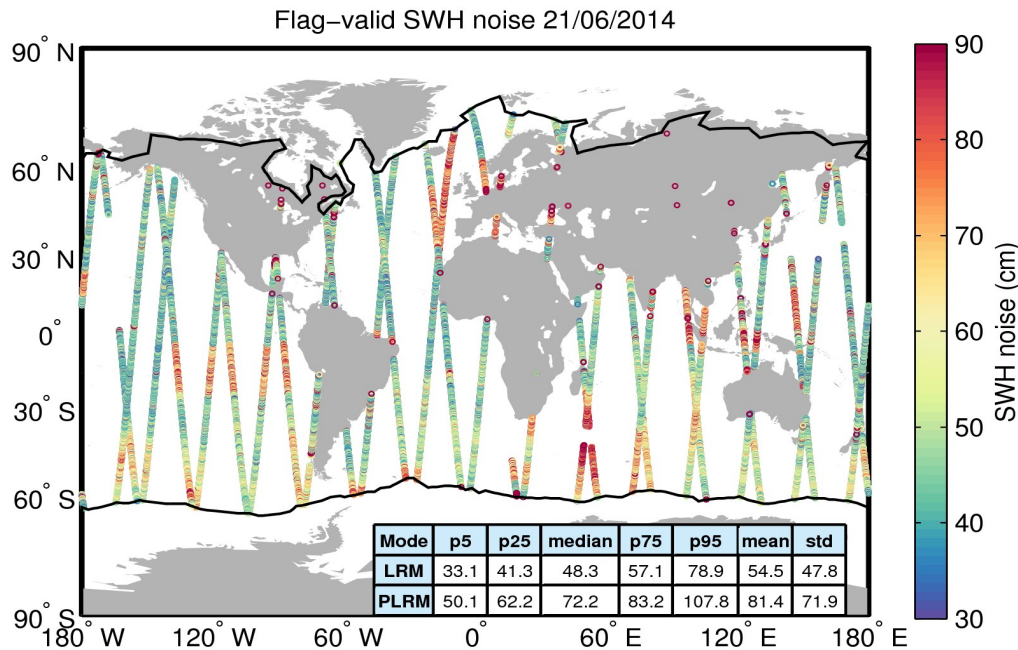 Flag−valid SWH noise 21/06/2014
90° N
60° N
30° N
0°
30° S
60° S
90° S
180° W
120° W
60° W
0°
60° E
120° E
180° E
Mode p5 p25 median p75 p95 mean std
LRM 33.1 41.3 48.3 57.1 78.9 54.5 47.8
PLRM 50.1 62.2 72.2 83.2 107.8 81.4 71.9
90
80
70
60
50
40
30
SWH noise (cm)